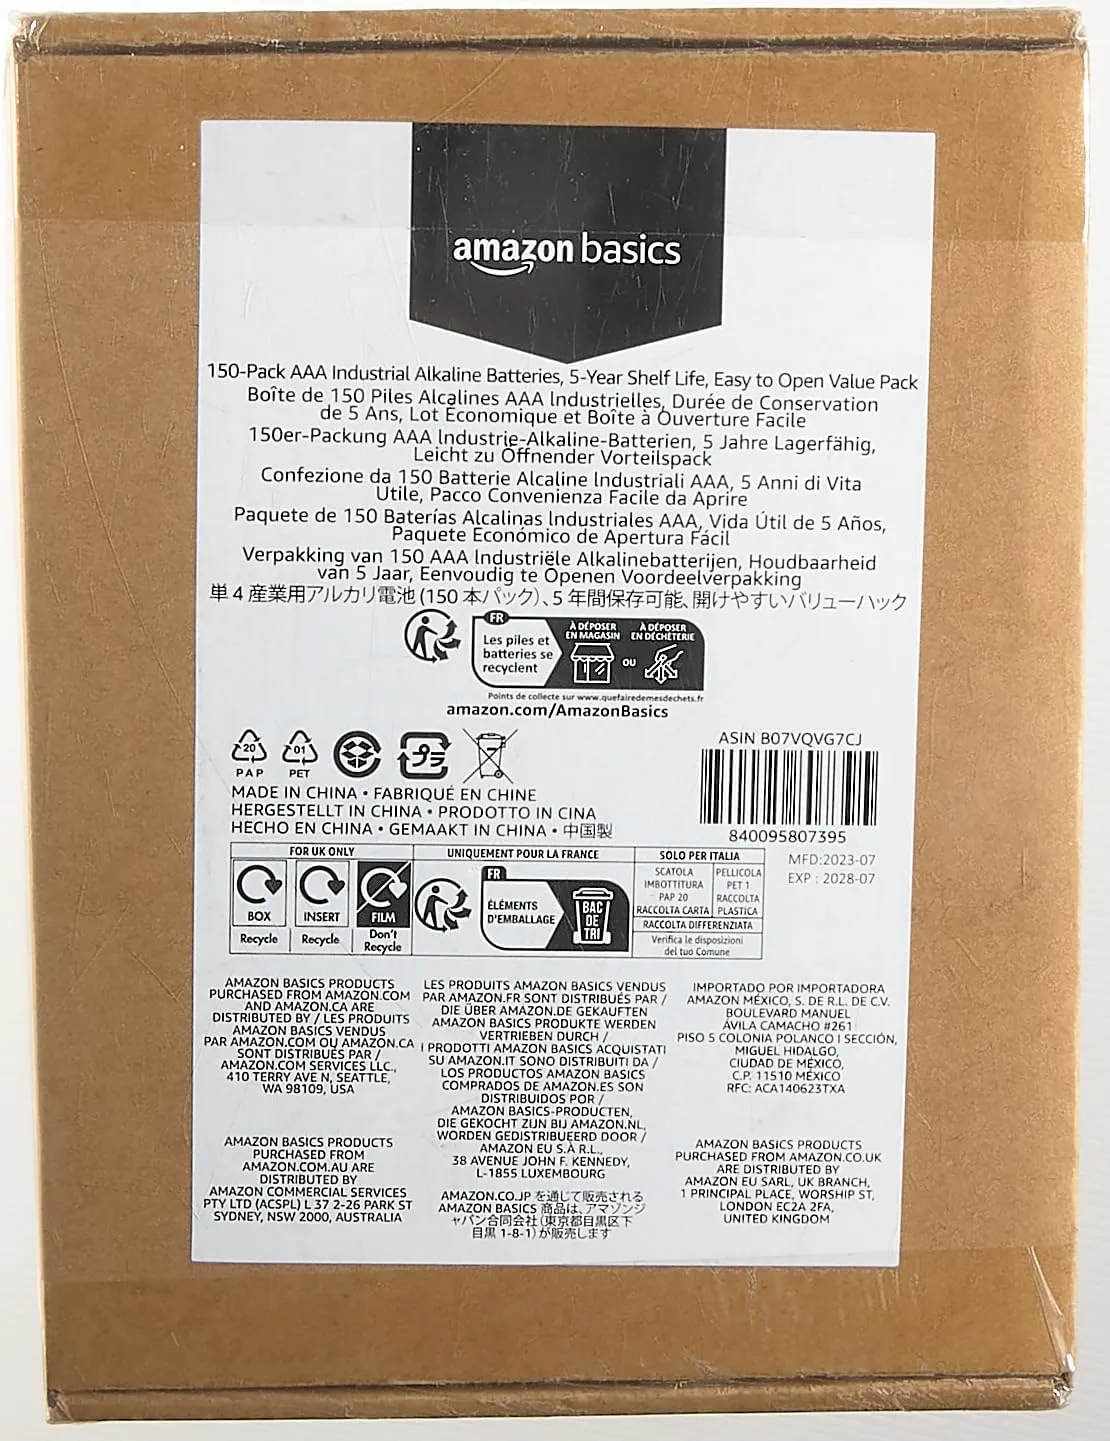 amazon basics
150-Pack AAA Industrial Alkaline Batteries, 5-Year Shelf Life, Easy to Open Value Pack
Boîte de 150 Piles Alcalines AAA Industrielles, Durée de Conservation
de 5 Ans, Lot Économique et Boîte à Ouverture Facile
150er-Packung AAA Industrie-Alkaline-Batterien, 5 Jahre Lagerfähig,
Leicht zu Öffnender Vorteilspack
Confezione da 150 Batterie Alcaline Industriali AAA, 5 Anni di Vita
Utile, Pacco Convenienza Facile da Aprire
Paquete de 150 Baterías Alcalinas Industriales AAA, Vida Útil de 5 Años,
Paquete Económico de Apertura Fácil
Verpakking van 150 AAA Industriële Alkalinebatterijen, Houdbaarheid
van 5 Jaar, Eenvoudig te Openen Voordeelverpakking
単4産業用アルカリ電池 (150 本パック)、5 年間保存可能、開けやすいバリューハック
FR
Les piles et
batteries se
recyclent
À DÉPOSER
EN MAGASIN
OU
À DÉPOSER
EN DÉCHÈTERIE
Points de collecte sur www.quefairedemesdechets.fr
amazon.com/AmazonBasics
20
PAP
01
PET
プラ
ASIN B07VQVG7CJ
840095807395
MADE IN CHINA • FABRIQUÉ EN CHINE
HERGESTELLT IN CHINA • PRODOTTO IN CINA
HECHO EN CHINA • GEMAAKT IN CHINA • 中国製
MFD:2023-07
EXP : 2028-07
FOR UK ONLY
BOX
Recycle
INSERT
Recycle
FILM
Don't
Recycle
UNIQUEMENT POUR LA FRANCE
FR
ÉLÉMENTS
D'EMBALLAGE
BAC
DE
TRI
SOLO PER ITALIA
SCATOLA
IMBOTTITURA
PAP 20
RACCOLTA CARTA
PELLICOLA
PET 1
RACCOLTA
PLASTICA
RACCOLTA DIFFERENZIATA
Verifica le disposizioni
del tuo Comune
AMAZON BASICS PRODUCTS
PURCHASED FROM AMAZON.COM
AND AMAZON.CA ARE
DISTRIBUTED BY / LES PRODUITS
AMAZON BASICS VENDUS
PAR AMAZON.COM OU AMAZON.CA
SONT DISTRIBUÉS PAR /
AMAZON.COM SERVICES LLC.,
410 TERRY AVE N, SEATTLE,
WA 98109, USA
AMAZON BASICS PRODUCTS
PURCHASED FROM
AMAZON.COM.AU ARE
DISTRIBUTED BY
AMAZON COMMERCIAL SERVICES
PTY LTD (ACSPL) L 37 2-26 PARK ST
SYDNEY, NSW 2000, AUSTRALIA
LES PRODUITS AMAZON BASICS VENDUS
PAR AMAZON.FR SONT DISTRIBUÉS PAR /
DIE ÜBER AMAZON.DE GEKAUFTEN
AMAZON BASICS PRODUKTE WERDEN
VERTRIEBEN DURCH /
I PRODOTTI AMAZON BASICS ACQUISTATI
SU AMAZON.IT SONO DISTRIBUITI DA /
LOS PRODUCTOS AMAZON BASICS
COMPRADOS DE AMAZON.ES SON
DISTRIBUIDOS POR /
AMAZON BASICS-PRODUCTEN,
DIE GEKOCHT ZIJN BIJ AMAZON.NL,
WORDEN GEDISTRIBUEERD DOOR /
AMAZON EU S.À R.L.,
38 AVENUE JOHN F. KENNEDY,
L-1855 LUXEMBOURG
AMAZON.CO.JP を通じて販売される
AMAZON BASICS 商品は、アマゾンジ
ャパン合同会社(東京都目黒区下
目黒 1-8-1)が販売します
IMPORTADO POR IMPORTADORA
AMAZON MÉXICO, S. DE R.L. DE C.V.
BOULEVARD MANUEL
ÁVILA CAMACHO #261
PISO 5 COLONIA POLANCO I SECCIÓN,
MIGUEL HIDALGO,
CIUDAD DE MÉXICO,
C.P. 11510 MÉXICO
RFC: ACA140623TXA
AMAZON BASICS PRODUCTS
PURCHASED FROM AMAZON.CO.UK
ARE DISTRIBUTED BY
AMAZON EU SARL, UK BRANCH,
1 PRINCIPAL PLACE, WORSHIP ST,
LONDON EC2A 2FA,
UNITED KINGDOM